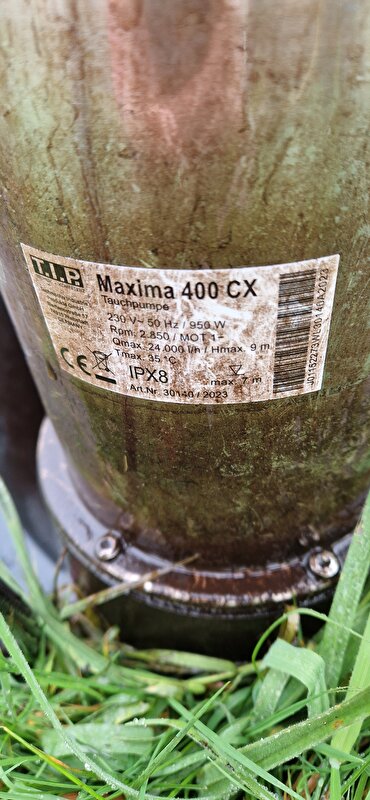 T.I.P.
Maxima 400 CX
Tauchpumpe
230 V~ 50 Hz / 950 W
Rpm. 2.850 / MOT 1~
Qmax. 24.000 l/h / Hmax. 9 m
Tmax. 35 °C
CE IPX8 max. 7 m
Art.Nr. 30140 / 2023